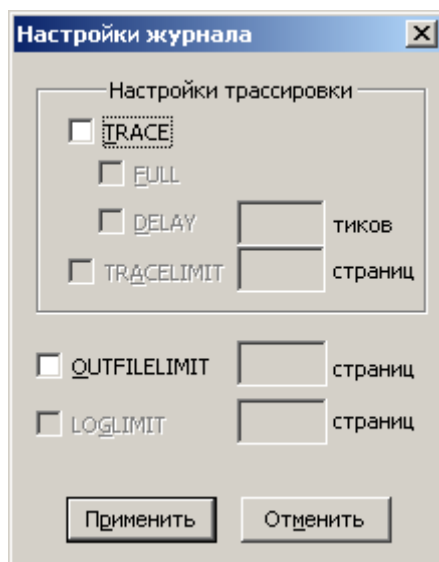 Настройки журнала
Настройки трассировки
TRACE
FULL
DELAY тиков
TRACELIMIT страниц
OUTFILELIMIT страниц
LOGLIMIT страниц
Применить Отменить